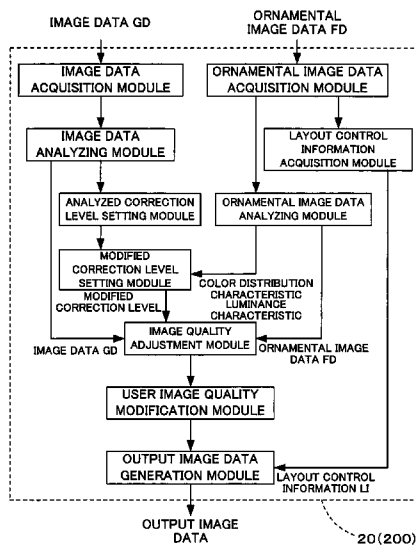 IMAGE DATA GD
ORNAMENTAL
IMAGE DATA FD
IMAGE DATA
ACQUISITION MODULE
ORNAMENTAL IMAGE DATA
ACQUISITION MODULE
IMAGE DATA
ANALYZING MODULE
LAYOUT CONTROL
INFORMATION
ACQUISITION MODULE
ANALYZED CORRECTION
LEVEL SETTING MODULE
ORNAMENTAL IMAGE DATA
ANALYZING MODULE
MODIFIED
CORRECTION LEVEL
SETTING MODULE
MODIFIED
CORRECTION LEVEL
COLOR DISTRIBUTION
CHARACTERISTIC
LUMINANCE
CHARACTERISTIC
IMAGE QUALITY
ADJUSTMENT MODULE
IMAGE DATA GD
ORNAMENTAL IMAGE
DATA FD
USER IMAGE QUALITY
MODIFICATION MODULE
OUTPUT IMAGE DATA
GENERATION MODULE
LAYOUT CONTROL
INFORMATION LI
OUTPUT IMAGE
DATA
20(200)